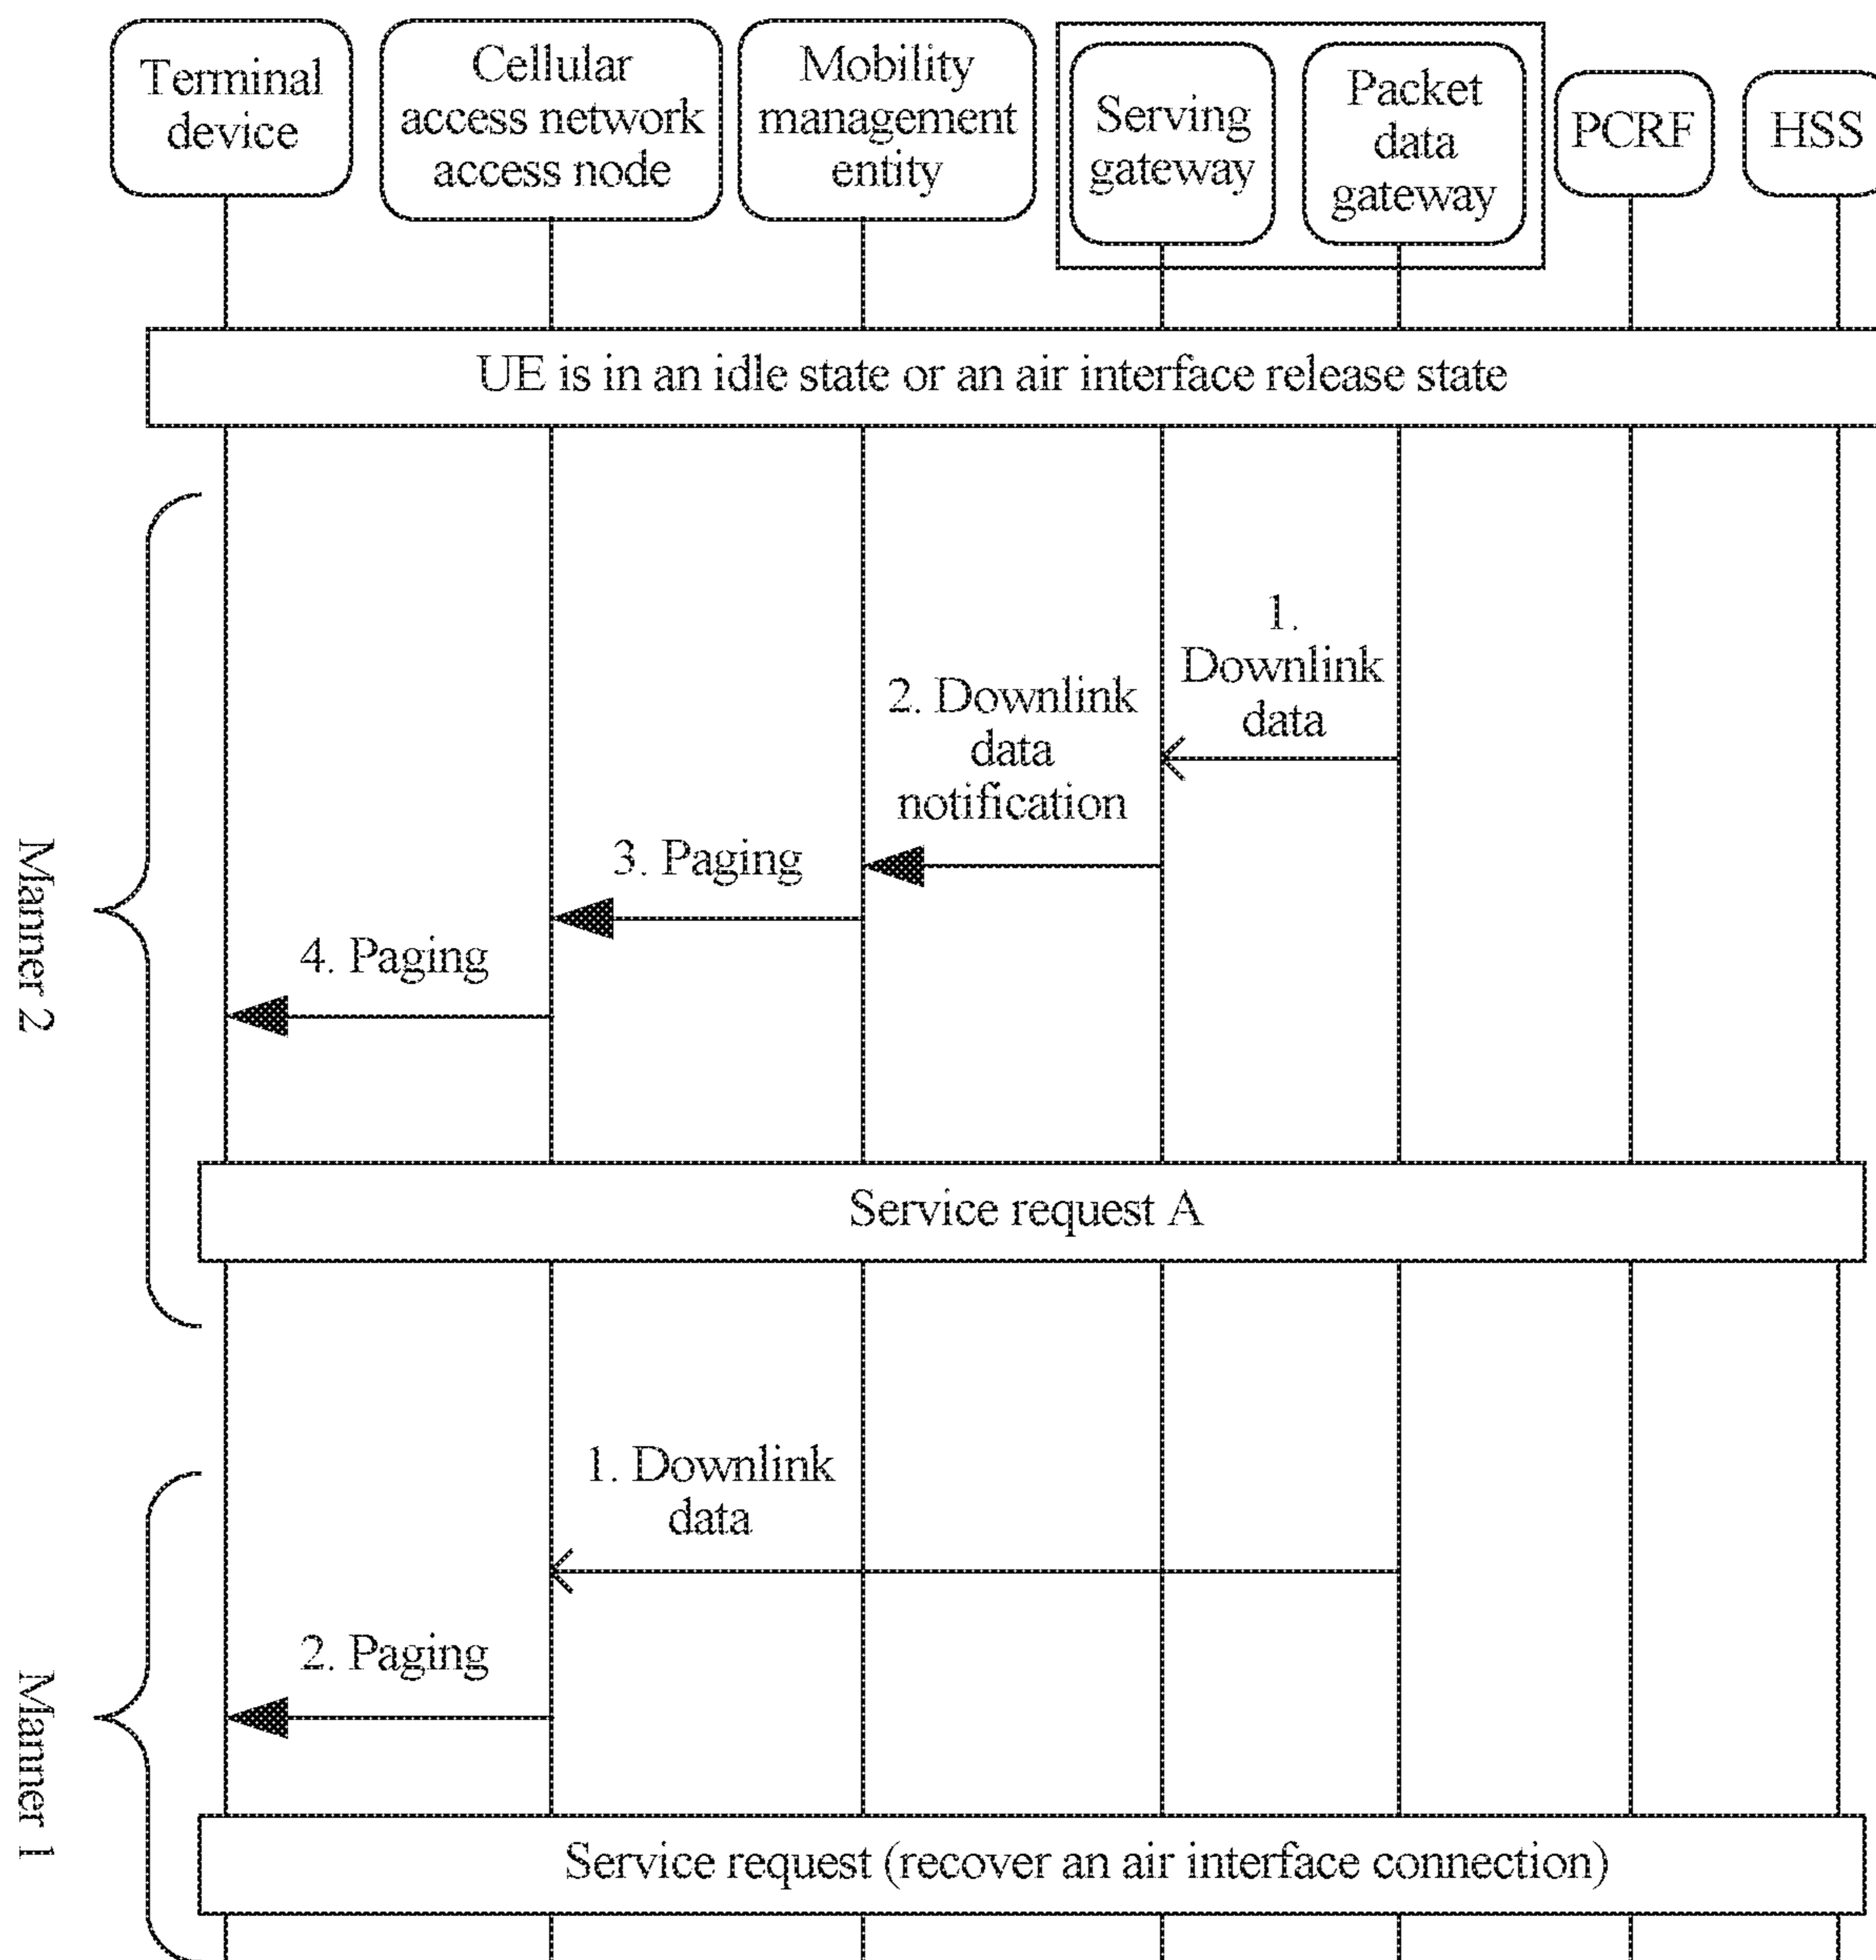 Terminal
device
Cellular
access network
access node
Mobility
management
entity
Serving
gateway
Packet
data
gateway
PCRF
HSS
UE is in an idle state or an air interface release state
Manner 2
1.
Downlink
data
2. Downlink
data
notification
3. Paging
4. Paging
Service request A
Manner 1
1. Downlink
data
2. Paging
Service request (recover an air interface connection)